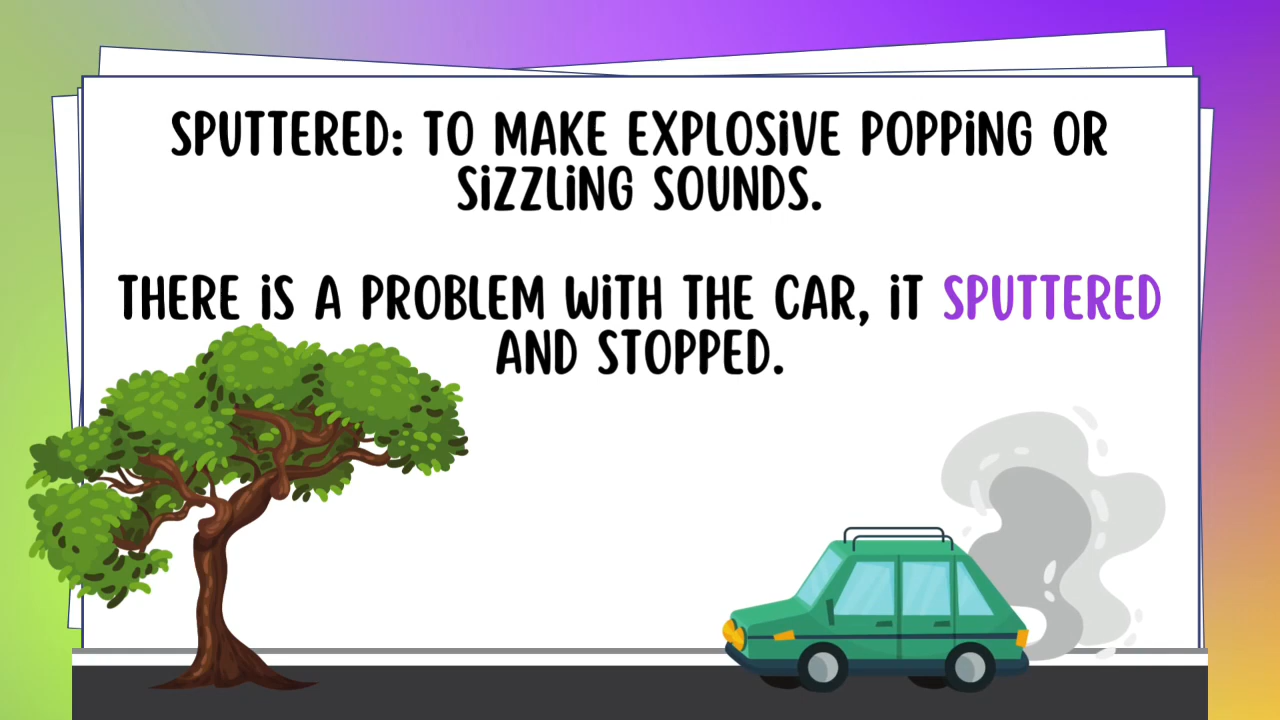 SPUTTERED: TO MAKE EXPLOSIVE POPPING OR
SIZZLING SOUNDS.
THERE IS A PROBLEM WITH THE CAR, IT SPUTTERED
AND STOPPED.